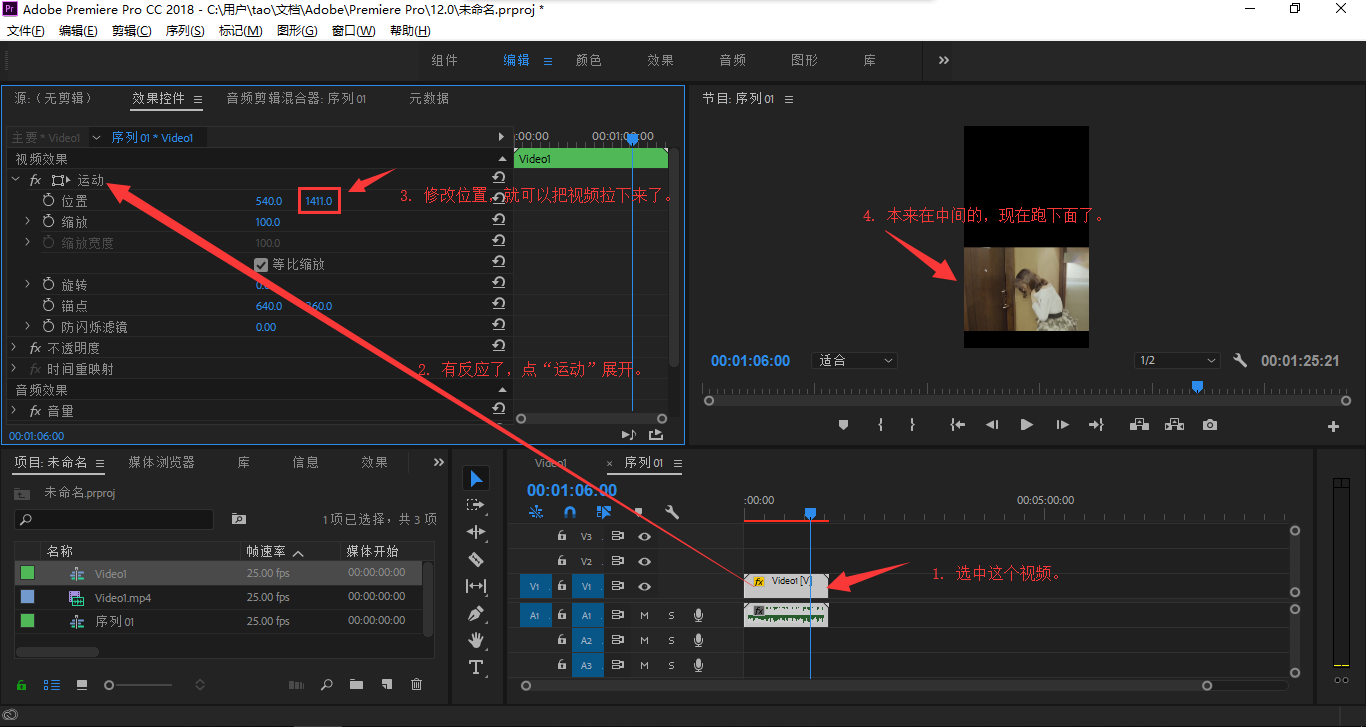 Adobe Premiere Pro CC 2018 - C:\用户\tao\文档\Adobe\Premiere Pro\12.0\未命名.prproj *
文件(F) 编辑(E) 剪辑(C) 序列(S) 标记(M) 图形(G) 窗口(W) 帮助(H)
组件 编辑 颜色 效果 音频 图形 库
源:（无剪辑） 效果控件 音频剪辑混合器: 序列 01 元数据
主要 * Video1 序列 01 * Video1
:00:00 00:01:00:00
视频效果
Video1
fx 运动
位置 540.0 1411.0
3. 修改位置，就可以把视频拉下来了。
缩放 100.0
缩放宽度 100.0
等比缩放
旋转
锚点 640.0 360.0
防闪烁滤镜 0.00
fx 不透明度
fx 时间重映射
2. 有反应了，点“运动”展开。
音频效果
fx 音量
00:01:06:00
节目: 序列 01
4. 本来在中间的，现在跑下面了。
00:01:06:00 适合 1/2 00:01:25:21
项目: 未命名 媒体浏览器 库 信息 效果
未命名.prproj
1项已选择，共 3 项
名称 帧速率 媒体开始
Video1 25.00 fps 00:00:00:00
Video1.mp4 25.00 fps 00:00:00:00
序列 01 25.00 fps 00:00:00:00
Video1 × 序列 01
00:01:06:00
:00:00 00:05:00:00
V3
V2
V1 V1
fx Video1 [V]
1. 选中这个视频。
A1 A1 M S
fx
A2 M S
A3 M S